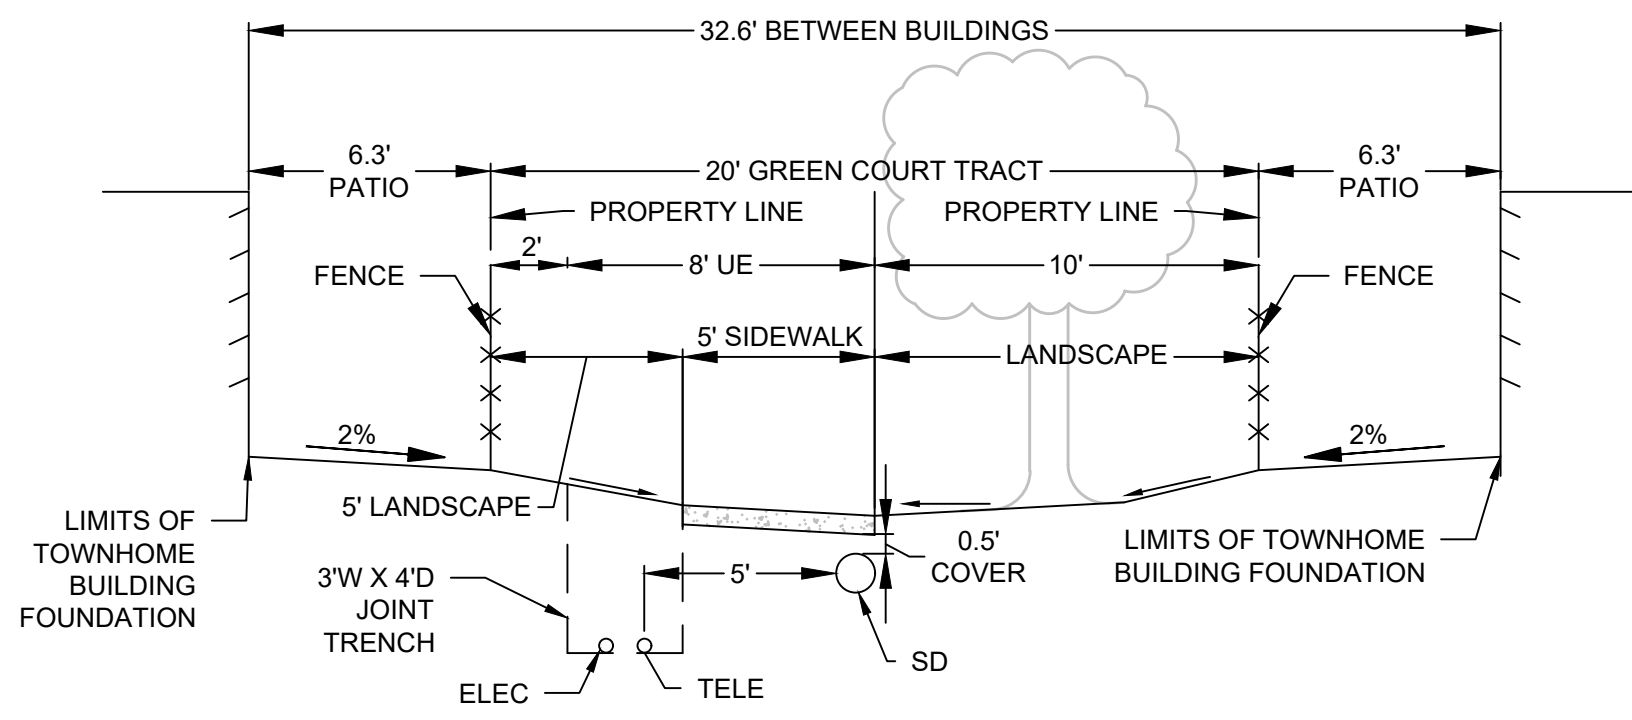 32.6' BETWEEN BUILDINGS
6.3'
PATIO
20' GREEN COURT TRACT
6.3'
PATIO
PROPERTY LINE
PROPERTY LINE
2'
8' UE
10'
FENCE
FENCE
5' SIDEWALK
LANDSCAPE
2%
2%
5' LANDSCAPE
LIMITS OF
TOWNHOME
BUILDING
FOUNDATION
0.5'
COVER
LIMITS OF TOWNHOME
BUILDING FOUNDATION
3'W X 4'D
JOINT
TRENCH
5'
SD
ELEC
TELE